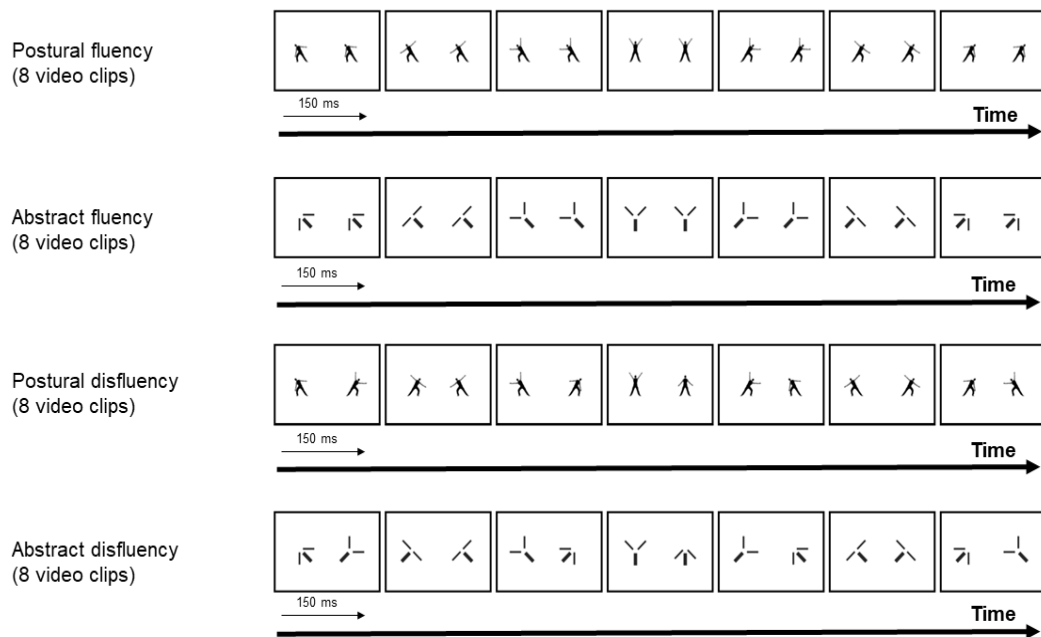 Postural fluency
(8 video clips)
150 ms
Time
Abstract fluency
(8 video clips)
150 ms
Time
Postural disfluency
(8 video clips)
150 ms
Time
Abstract disfluency
(8 video clips)
150 ms
Time